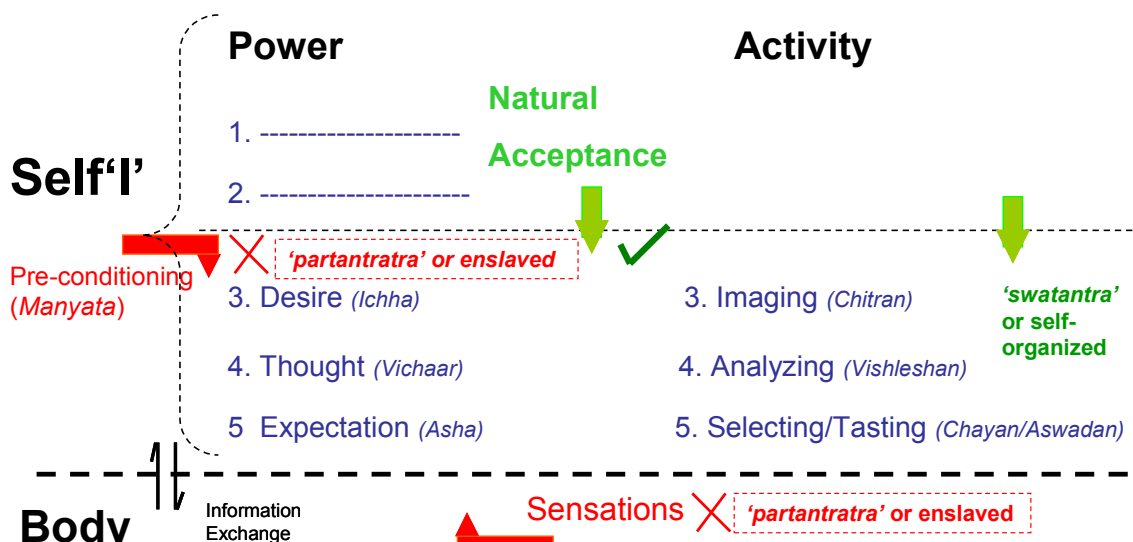 Power
Activity
Natural
Acceptance
1. --------------------
2. ---------------------
Self'I'
Pre-conditioning
(Manyata)
'partantratra' or enslaved
3. Desire (Ichha)
3. Imaging (Chitran)
'swatantra'
or self-
organized
4. Thought (Vichaar)
4. Analyzing (Vishleshan)
5 Expectation (Asha)
5. Selecting/Tasting (Chayan/Aswadan)
Body
Information
Exchange
Sensations
'partantratra' or enslaved